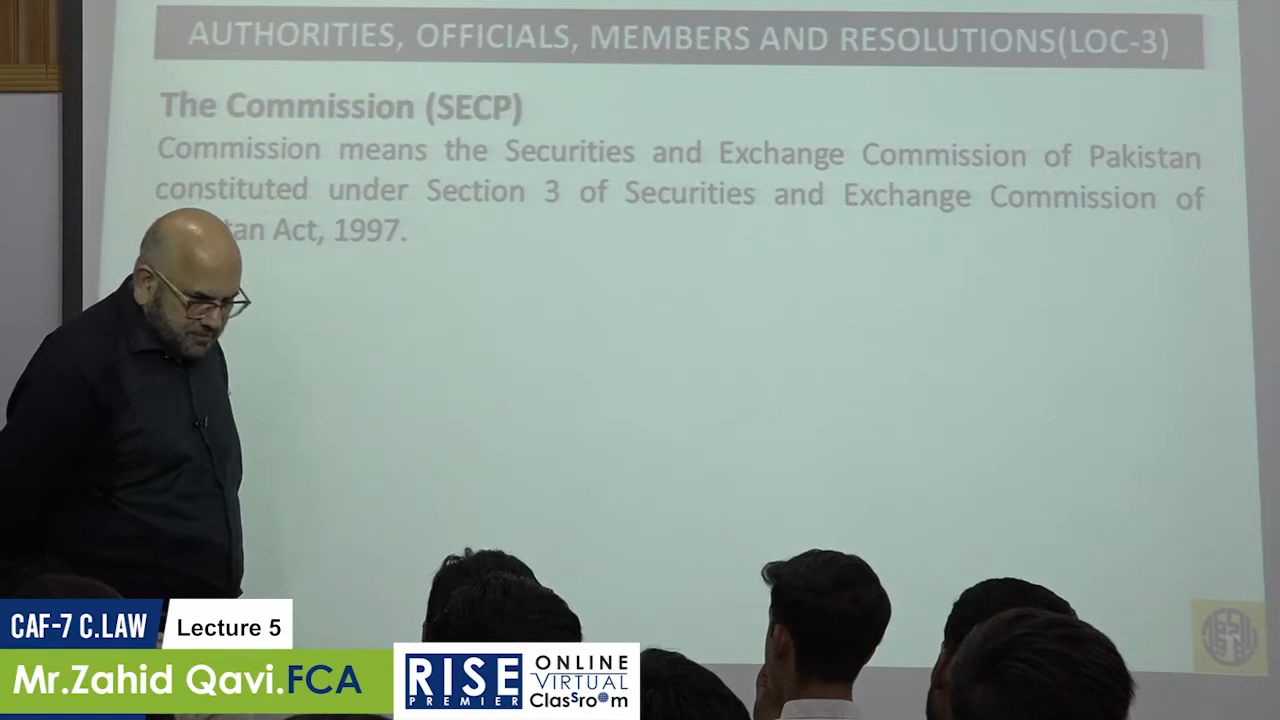 AUTHORITIES, OFFICIALS, MEMBERS AND RESOLUTIONS(LOC-3)
The Commission (SECP)
Commission means the Securities and Exchange Commission of Pakistan
constituted under Section 3 of Securities and Exchange Commission of
Act, 1997.
CAF-7 C.LAW
Lecture 5
Mr.Zahid Qavi.FCA
RISE
PREMIER
ONLINE
VIRTUAL
ClasSroom